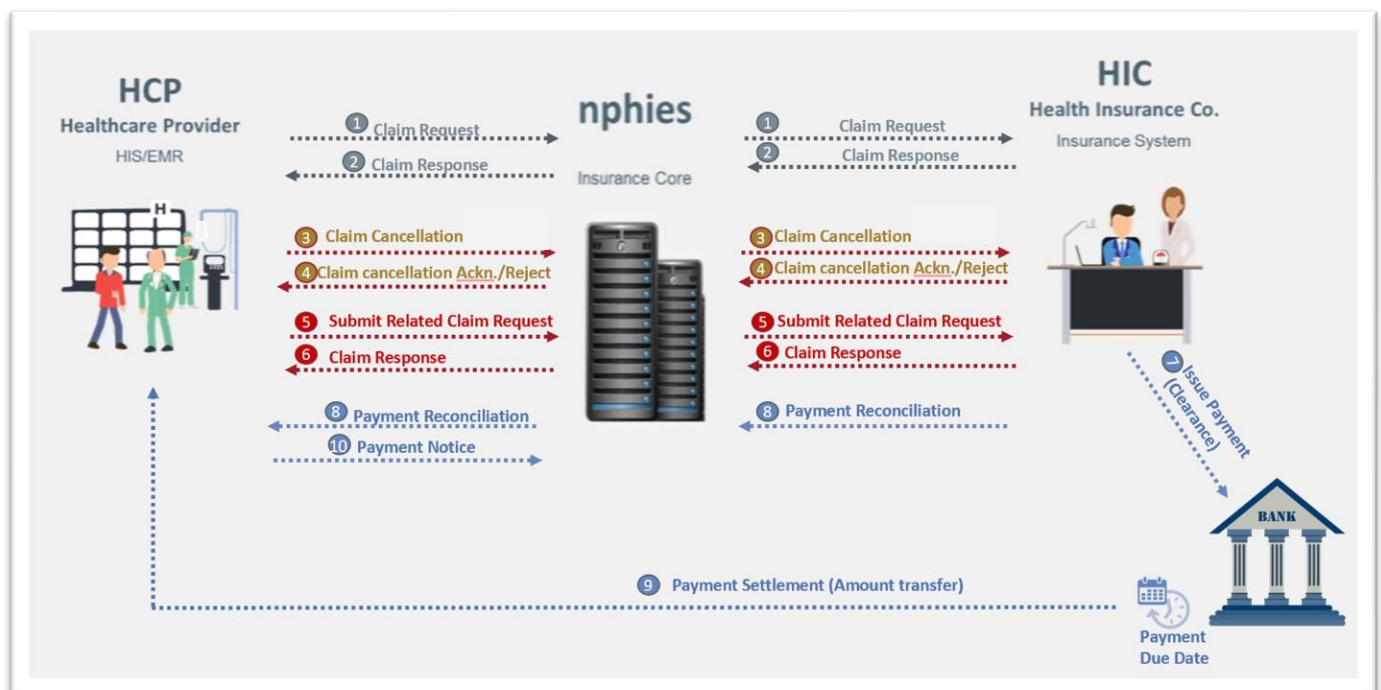 HCP
Healthcare Provider
HIS/EMR
H
nphies
Insurance Core
HIC
Health Insurance Co.
Insurance System
1 Claim Request
2 Claim Response
3 Claim Cancellation
4 Claim cancellation Ackn./Reject
5 Submit Related Claim Request
6 Claim Response
8 Payment Reconciliation
10 Payment Notice
1 Claim Request
2 Claim Response
3 Claim Cancellation
4 Claim cancellation Ackn./Reject
5 Submit Related Claim Request
6 Claim Response
8 Payment Reconciliation
7 Issue Payment
(Clearance)
BANK
9 Payment Settlement (Amount transfer)
Payment
Due Date